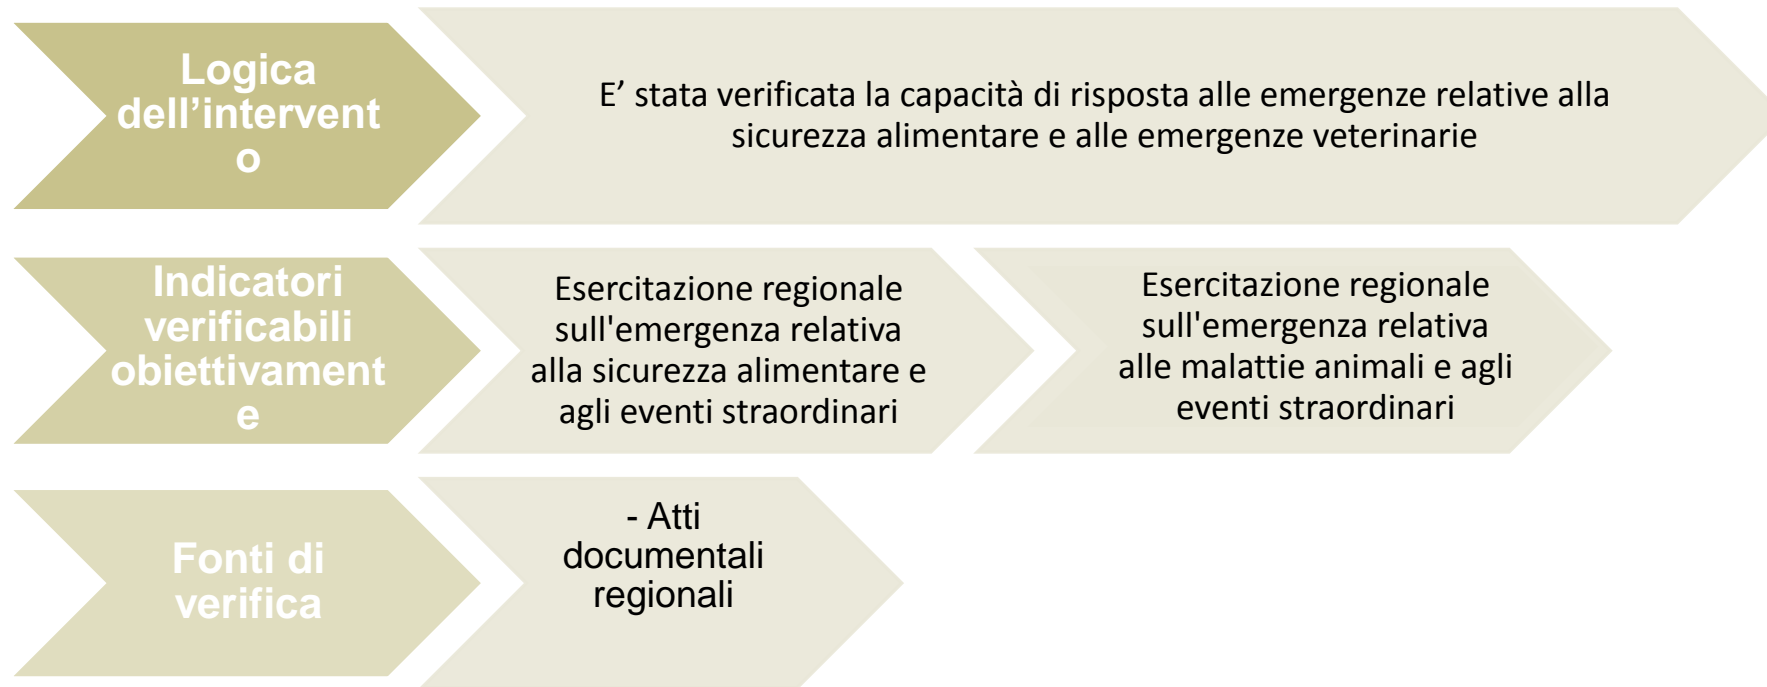 Logica
dell’intervent
o
E’ stata verificata la capacità di risposta alle emergenze relative alla
sicurezza alimentare e alle emergenze veterinarie
Indicatori
verificabili
obiettivament
e
Esercitazione regionale
sull'emergenza relativa
alla sicurezza alimentare e
agli eventi straordinari
Esercitazione regionale
sull'emergenza relativa
alle malattie animali e agli
eventi straordinari
Fonti di
verifica
- Atti
documentali
regionali